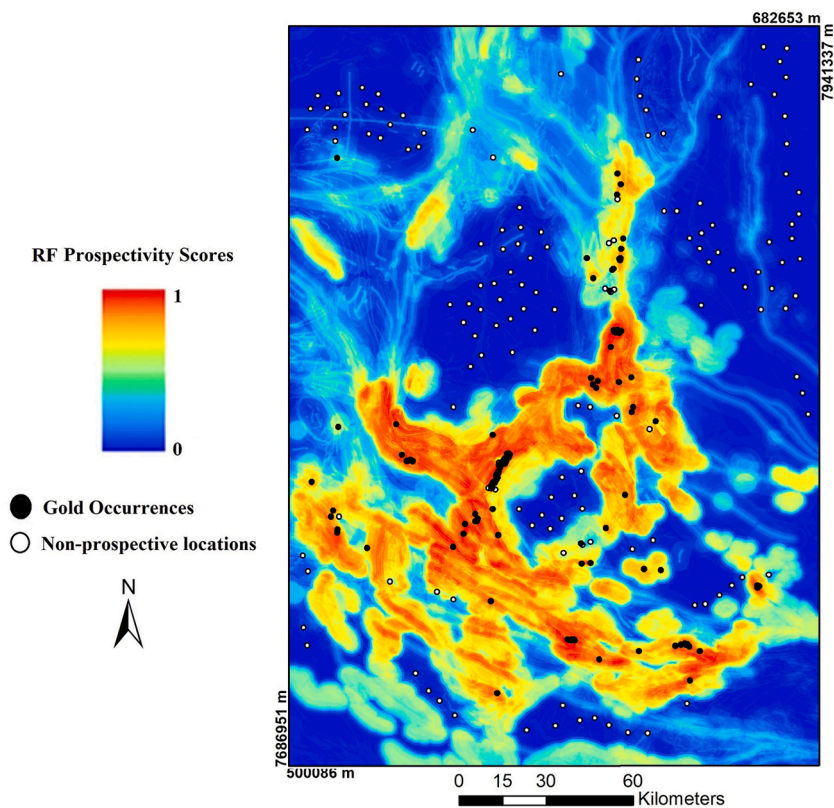 682653 m
7941337 m
RF Prospectivity Scores
1
0
Gold Occurrences
Non-prospective locations
N
7686951 m
500086 m
0 15 30 60
Kilometers